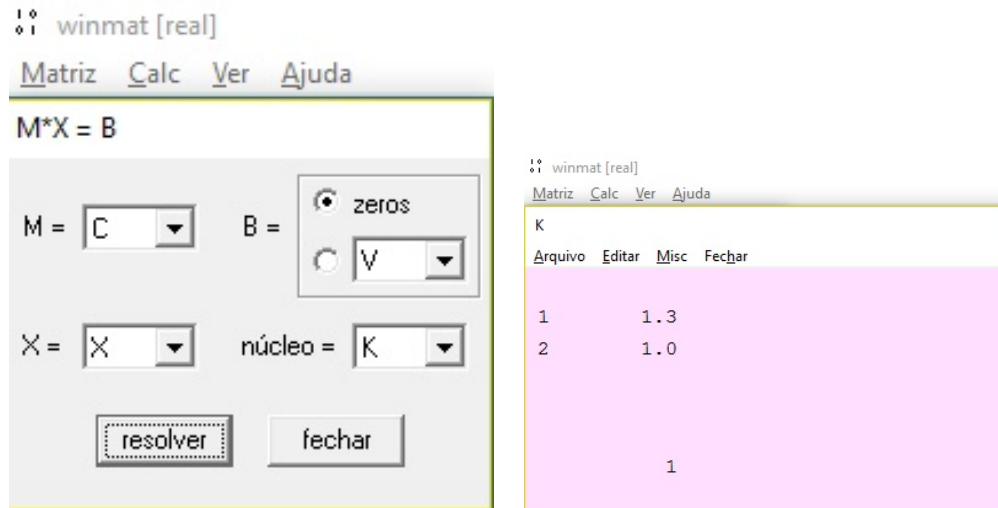 winmat [real]
Matriz Calc Ver Ajuda
M*X = B
M = C B = zeros
V
X = X núcleo = K
resolver fechar
winmat [real]
Matriz Calc Ver Ajuda
K
Arquivo Editar Misc Fechar
1 1.3
2 1.0
1